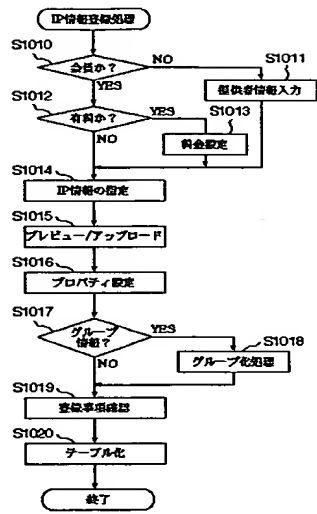 IP情報登録処理
S1010
会員か?
NO
S1011
YES
提供者情報入力
S1012
有料か?
YES
S1013
NO
料金設定
S1014
IP情報の指定
S1015
プレビュー/アップロード
S1016
プロパティ設定
S1017
グループ
情報?
YES
S1018
NO
グループ化処理
S1019
登録事項確認
S1020
テーブル化
終了